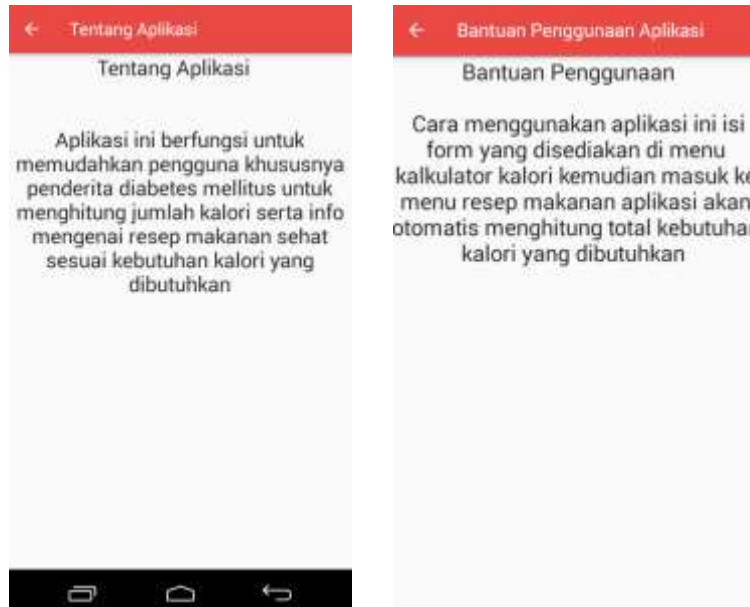 Tentang Aplikasi
Tentang Aplikasi
Aplikasi ini berfungsi untuk
memudahkan pengguna khususnya
penderita diabetes mellitus untuk
menghitung jumlah kalori serta info
mengenai resep makanan sehat
sesuai kebutuhan kalori yang
dibutuhkan
Bantuan Penggunaan Aplikasi
Bantuan Penggunaan
Cara menggunakan aplikasi ini isi
form yang disediakan di menu
kalkulator kalori kemudian masuk ke
menu resep makanan aplikasi akan
otomatis menghitung total kebutuhan
kalori yang dibutuhkan